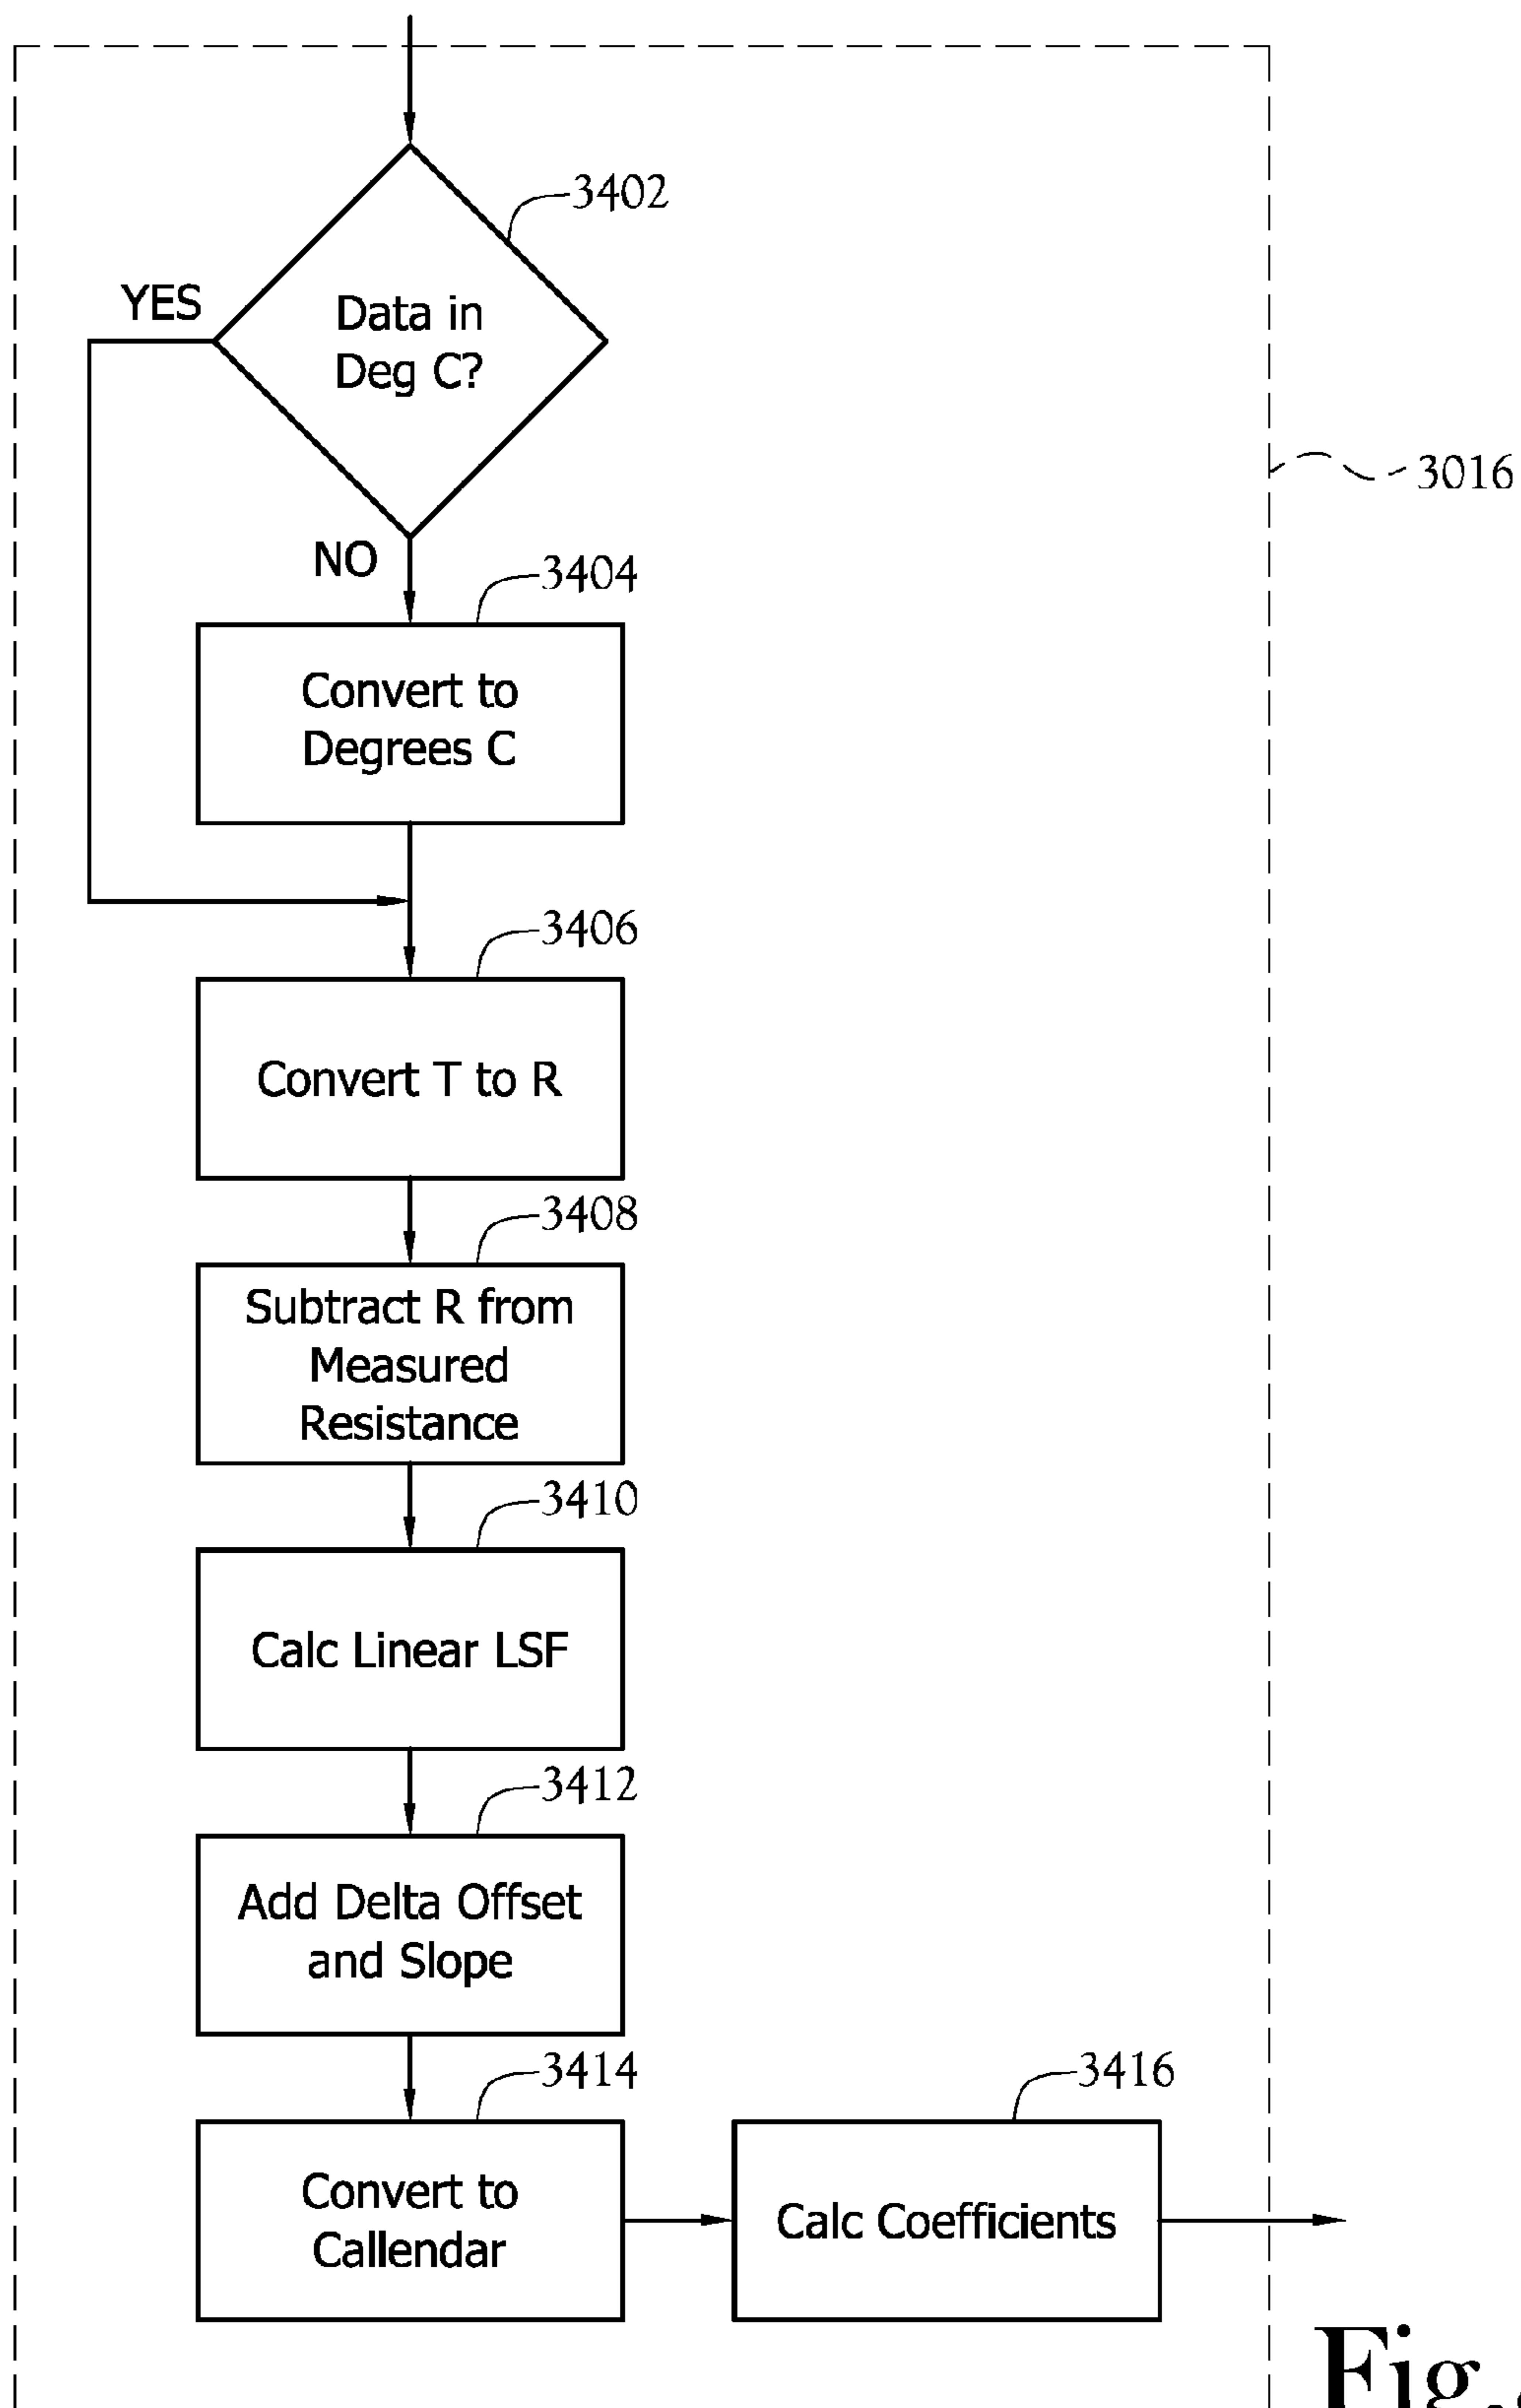 3402
YES
Data in
Deg C?
3016
NO
3404
Convert to
Degrees C
3406
Convert T to R
3408
Subtract R from
Measured
Resistance
3410
Calc Linear LSF
3412
Add Delta Offset
and Slope
3414
3416
Convert to
Callendar
Calc Coefficients
Fig.